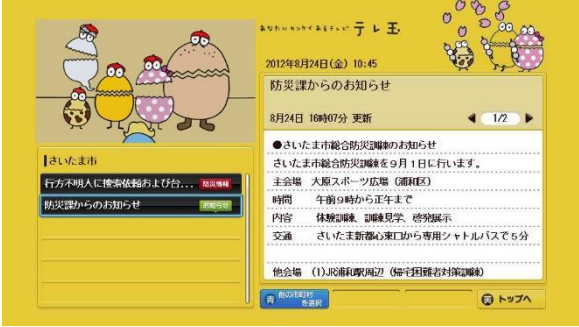 あなたにカンケイあるテレビ テレ玉
2012年8月24日(金) 10:45
防災課からのお知らせ
8月24日 16時07分 更新
1/2
●さいたま市総合防災訓練のお知らせ
さいたま市総合防災訓練を９月１日に行います。
主会場 大原スポーツ広場（浦和区）
時間 午前９時から正午まで
内容 体験訓練、訓練見学、啓発展示
交通 さいたま新都心東口から専用シャトルバスで５分
他会場 (1)JR浦和駅周辺（帰宅困難者対策訓練）
さいたま市
行方不明人に捜索依頼および台... 防災情報
防災課からのお知らせ お知らせ
青 他の市町村を選択
黄 トップへ